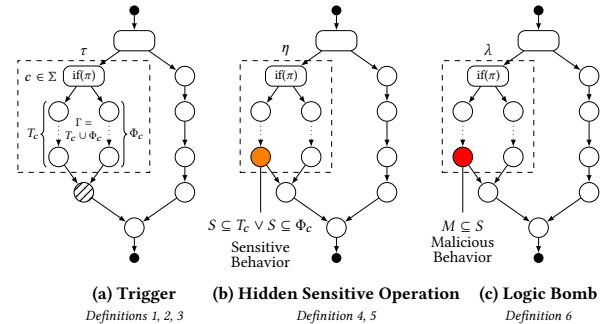 τ
c ∈ Σ
if(π)
T_c
Γ =
T_c ∪ Φ_c
Φ_c
η
if(π)
S ⊆ T_c ∨ S ⊆ Φ_c
Sensitive
Behavior
λ
if(π)
M ⊆ S
Malicious
Behavior
(a) Trigger
Definitions 1, 2, 3
(b) Hidden Sensitive Operation
Definition 4, 5
(c) Logic Bomb
Definition 6